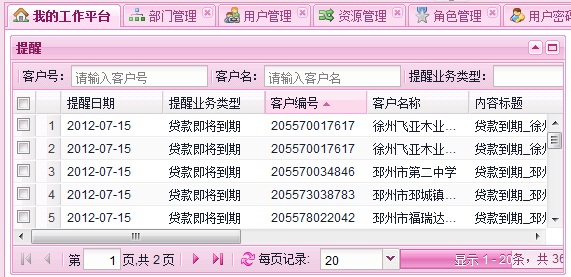 我的工作平台 部门管理 用户管理 资源管理 角色管理 用户密码
提醒
客户号: 请输入客户号 客户名: 请输入客户名 提醒业务类型:
提醒日期 提醒业务类型 客户编号 客户名称 内容标题
1 2012-07-15 贷款即将到期 205570017617 徐州飞亚木业... 贷款到期_徐州
2 2012-07-15 贷款即将到期 205570017617 徐州飞亚木业... 贷款到期_徐州
3 2012-07-15 贷款即将到期 205570034846 邳州市第二中学 贷款到期_邳州
4 2012-07-15 贷款即将到期 205573038783 邳州市邳城镇... 贷款到期_邳州
5 2012-07-15 贷款即将到期 205578022042 邳州市福瑞达... 贷款到期_邳州
第 1 页,共 2 页 每页记录: 20 显示 1 - 20条，共 36